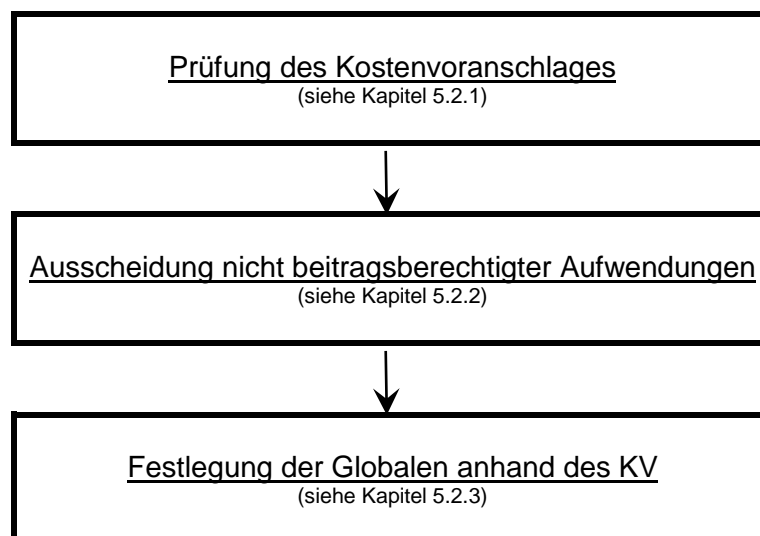 Prüfung des Kostenvoranschlages
(siehe Kapitel 5.2.1)
Ausscheidung nicht beitragsberechtigter Aufwendungen
(siehe Kapitel 5.2.2)
Festlegung der Globalen anhand des KV
(siehe Kapitel 5.2.3)